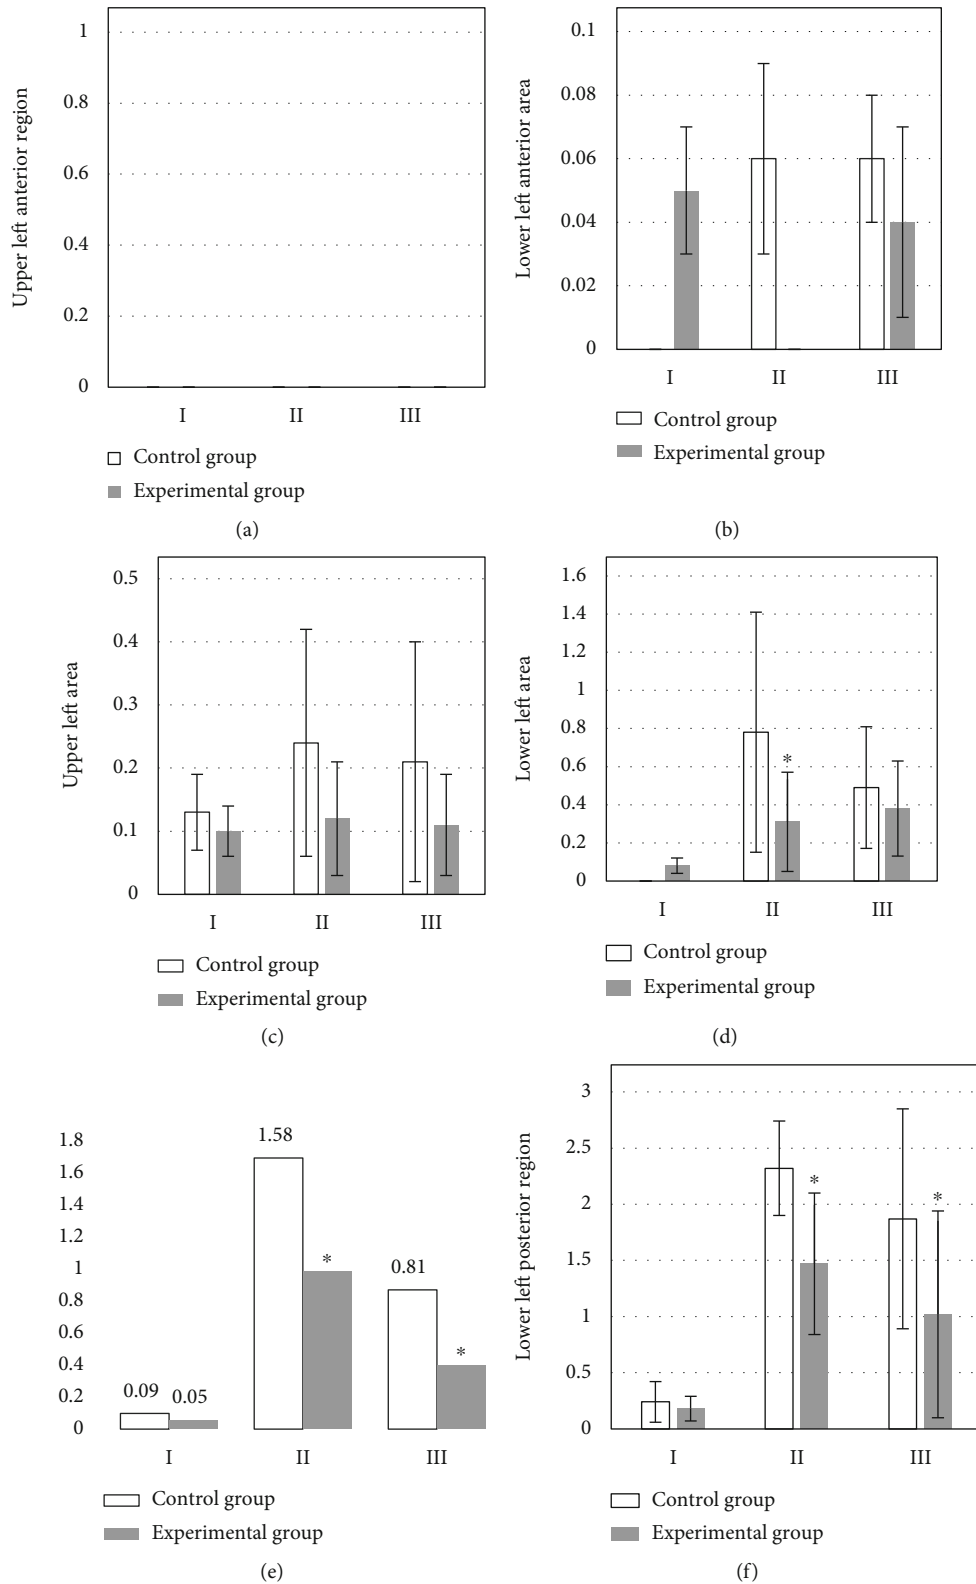 Upper left anterior region
1
0.8
0.6
0.4
0.2
0
I II III
Control group
Experimental group
(a)
Lower left anterior area
0.1
0.08
0.06
0.04
0.02
0
I II III
Control group
Experimental group
(b)
Upper left area
0.5
0.4
0.3
0.2
0.1
0
I II III
Control group
Experimental group
(c)
Lower left area
1.6
1.4
1.2
1
0.8
0.6
0.4
0.2
0
*
I II III
Control group
Experimental group
(d)
1.8
1.6
1.4
1.2
1
0.8
0.6
0.4
0.2
0
0.09 0.05
1.58
*
0.81
*
I II III
Control group
Experimental group
(e)
Lower left posterior region
3
2.5
2
1.5
1
0.5
0
* *
I II III
Control group
Experimental group
(f)